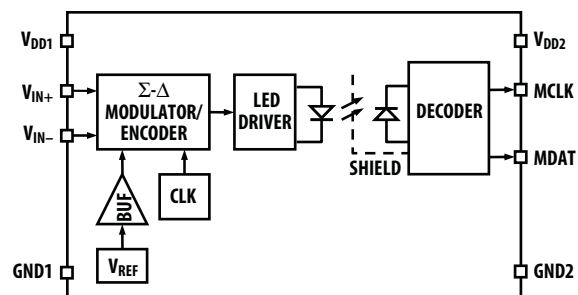 VDD1
VDD2
VIN+
VIN–
Σ-Δ
MODULATOR/
ENCODER
LED
DRIVER
SHIELD
DECODER
MCLK
MDAT
BUF
CLK
VREF
GND1
GND2